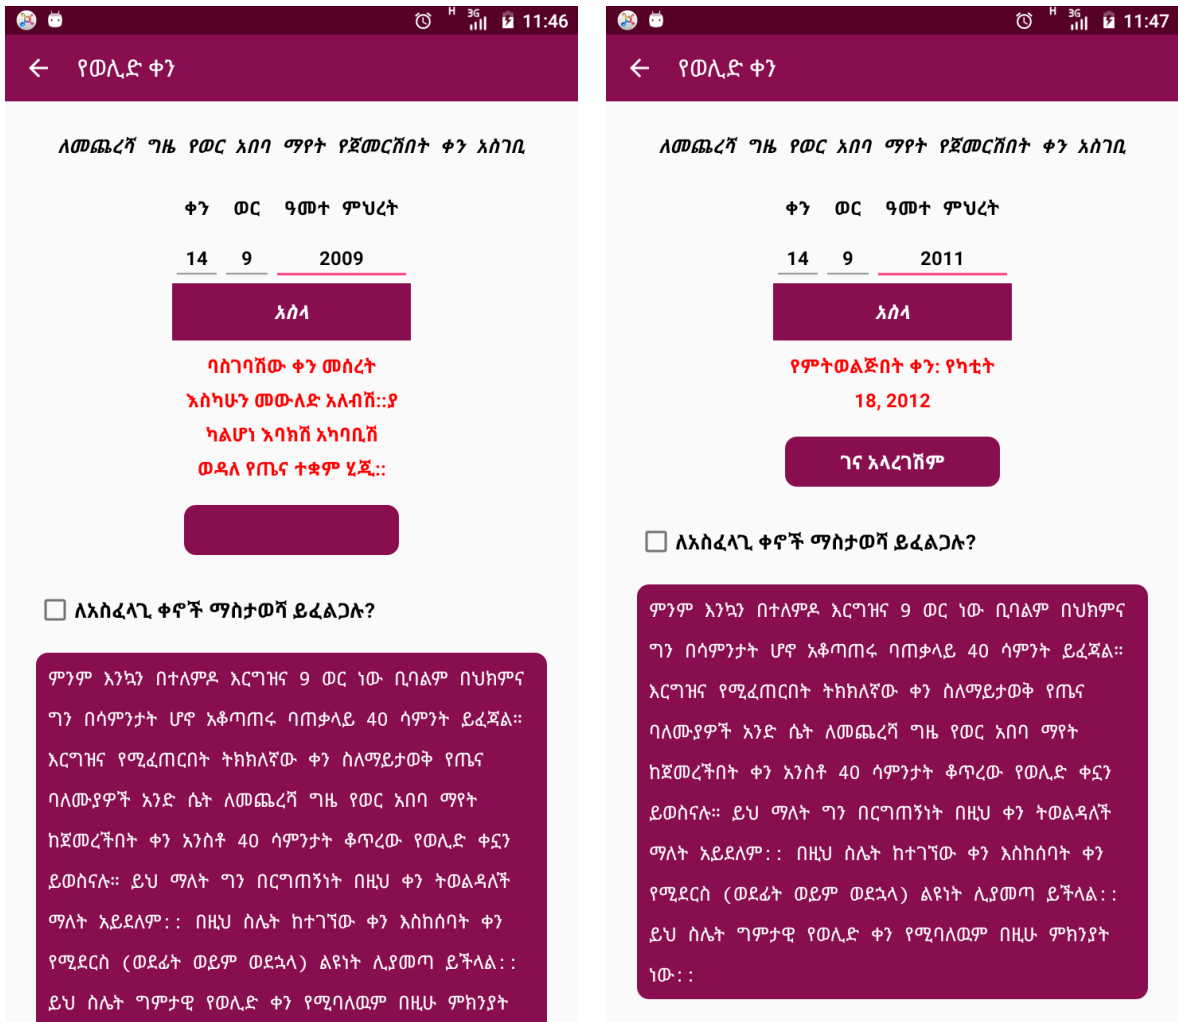 H 3G 11:46
የወሊድ ቀን
ለመጨረሻ ግዜ የወር አበባ ማየት የጀመርሽበት ቀን አስገቢ
ቀን ወር ዓመተ ምህረት
14 9 2009
አስላ
ባስገባሽው ቀን መሰረት
እስካሁን መውለድ አለብሽ::ያ
ካልሆነ እባክሽ አካባቢሽ
ወዳለ የጤና ተቋም ሂጂ::
ለአስፈላጊ ቀኖች ማስታወሻ ይፈልጋሉ?
ምንም እንኳን በተለምዶ እርግዝና 9 ወር ነው ቢባልም በህክምና
ግን በሳምንታት ሆኖ አቆጣጠሩ ባጠቃላይ 40 ሳምንት ይፈጃል።
እርግዝና የሚፈጠርበት ትክክለኛው ቀን ስለማይታወቅ የጤና
ባለሙያዎች አንድ ሴት ለመጨረሻ ግዜ የወር አበባ ማየት
ከጀመረችበት ቀን አንስቶ 40 ሳምንታት ቆጥረው የወሊድ ቀኗን
ይወስናሉ። ይህ ማለት ግን በርግጠኝነት በዚህ ቀን ትወልዳለች
ማለት አይደለም:: በዚህ ስሌት ከተገኘው ቀን እስከሰባት ቀን
የሚደርስ (ወደፊት ወይም ወደኋላ) ልዩነት ሊያመጣ ይችላል::
ይህ ስሌት ግምታዊ የወሊድ ቀን የሚባለዉም በዚሁ ምክንያት
H 3G 11:47
የወሊድ ቀን
ለመጨረሻ ግዜ የወር አበባ ማየት የጀመርሽበት ቀን አስገቢ
ቀን ወር ዓመተ ምህረት
14 9 2011
አስላ
የምትወልጅበት ቀን: የካቲት
18, 2012
ገና አላረገሽም
ለአስፈላጊ ቀኖች ማስታወሻ ይፈልጋሉ?
ምንም እንኳን በተለምዶ እርግዝና 9 ወር ነው ቢባልም በህክምና
ግን በሳምንታት ሆኖ አቆጣጠሩ ባጠቃላይ 40 ሳምንት ይፈጃል።
እርግዝና የሚፈጠርበት ትክክለኛው ቀን ስለማይታወቅ የጤና
ባለሙያዎች አንድ ሴት ለመጨረሻ ግዜ የወር አበባ ማየት
ከጀመረችበት ቀን አንስቶ 40 ሳምንታት ቆጥረው የወሊድ ቀኗን
ይወስናሉ። ይህ ማለት ግን በርግጠኝነት በዚህ ቀን ትወልዳለች
ማለት አይደለም:: በዚህ ስሌት ከተገኘው ቀን እስከሰባት ቀን
የሚደርስ (ወደፊት ወይም ወደኋላ) ልዩነት ሊያመጣ ይችላል::
ይህ ስሌት ግምታዊ የወሊድ ቀን የሚባለዉም በዚሁ ምክንያት
ነው::